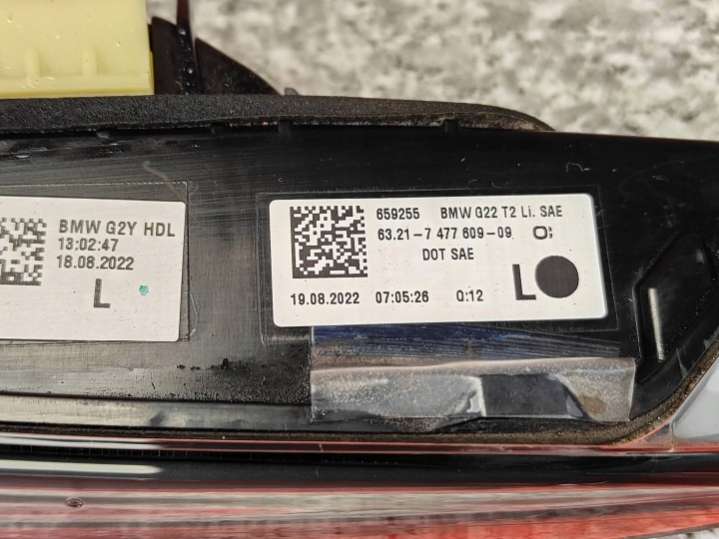 BMW G2Y HDL
13:02:47
18.08.2022
L
659255 BMW G22 T2 Li. SAE
63.21-7 477 609-09
DOT SAE
19.08.2022 07:05:26 Q:12
L